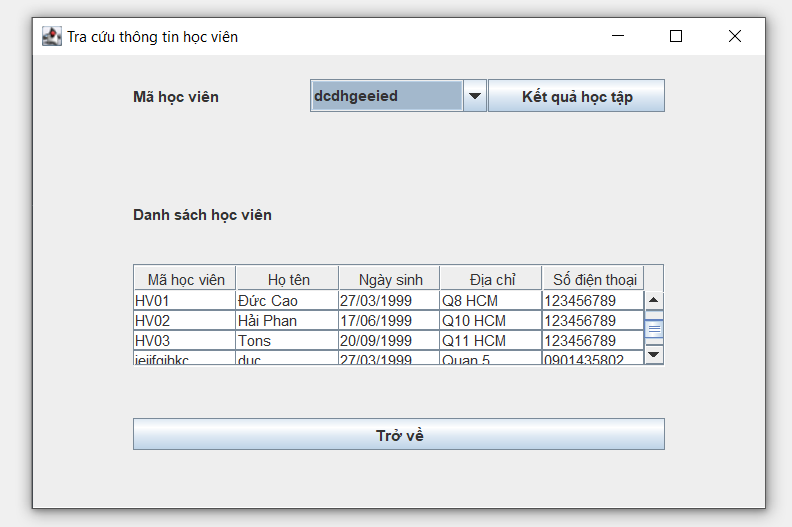 Tra cứu thông tin học viên
Mã học viên dcdhgeeied Kết quả học tập
Danh sách học viên
Mã học viên Họ tên Ngày sinh Địa chỉ Số điện thoại
HV01 Đức Cao 27/03/1999 Q8 HCM 123456789
HV02 Hải Phan 17/06/1999 Q10 HCM 123456789
HV03 Tons 20/09/1999 Q11 HCM 123456789
duc 27/03/1999 Quan 5 0901435802
Trở về